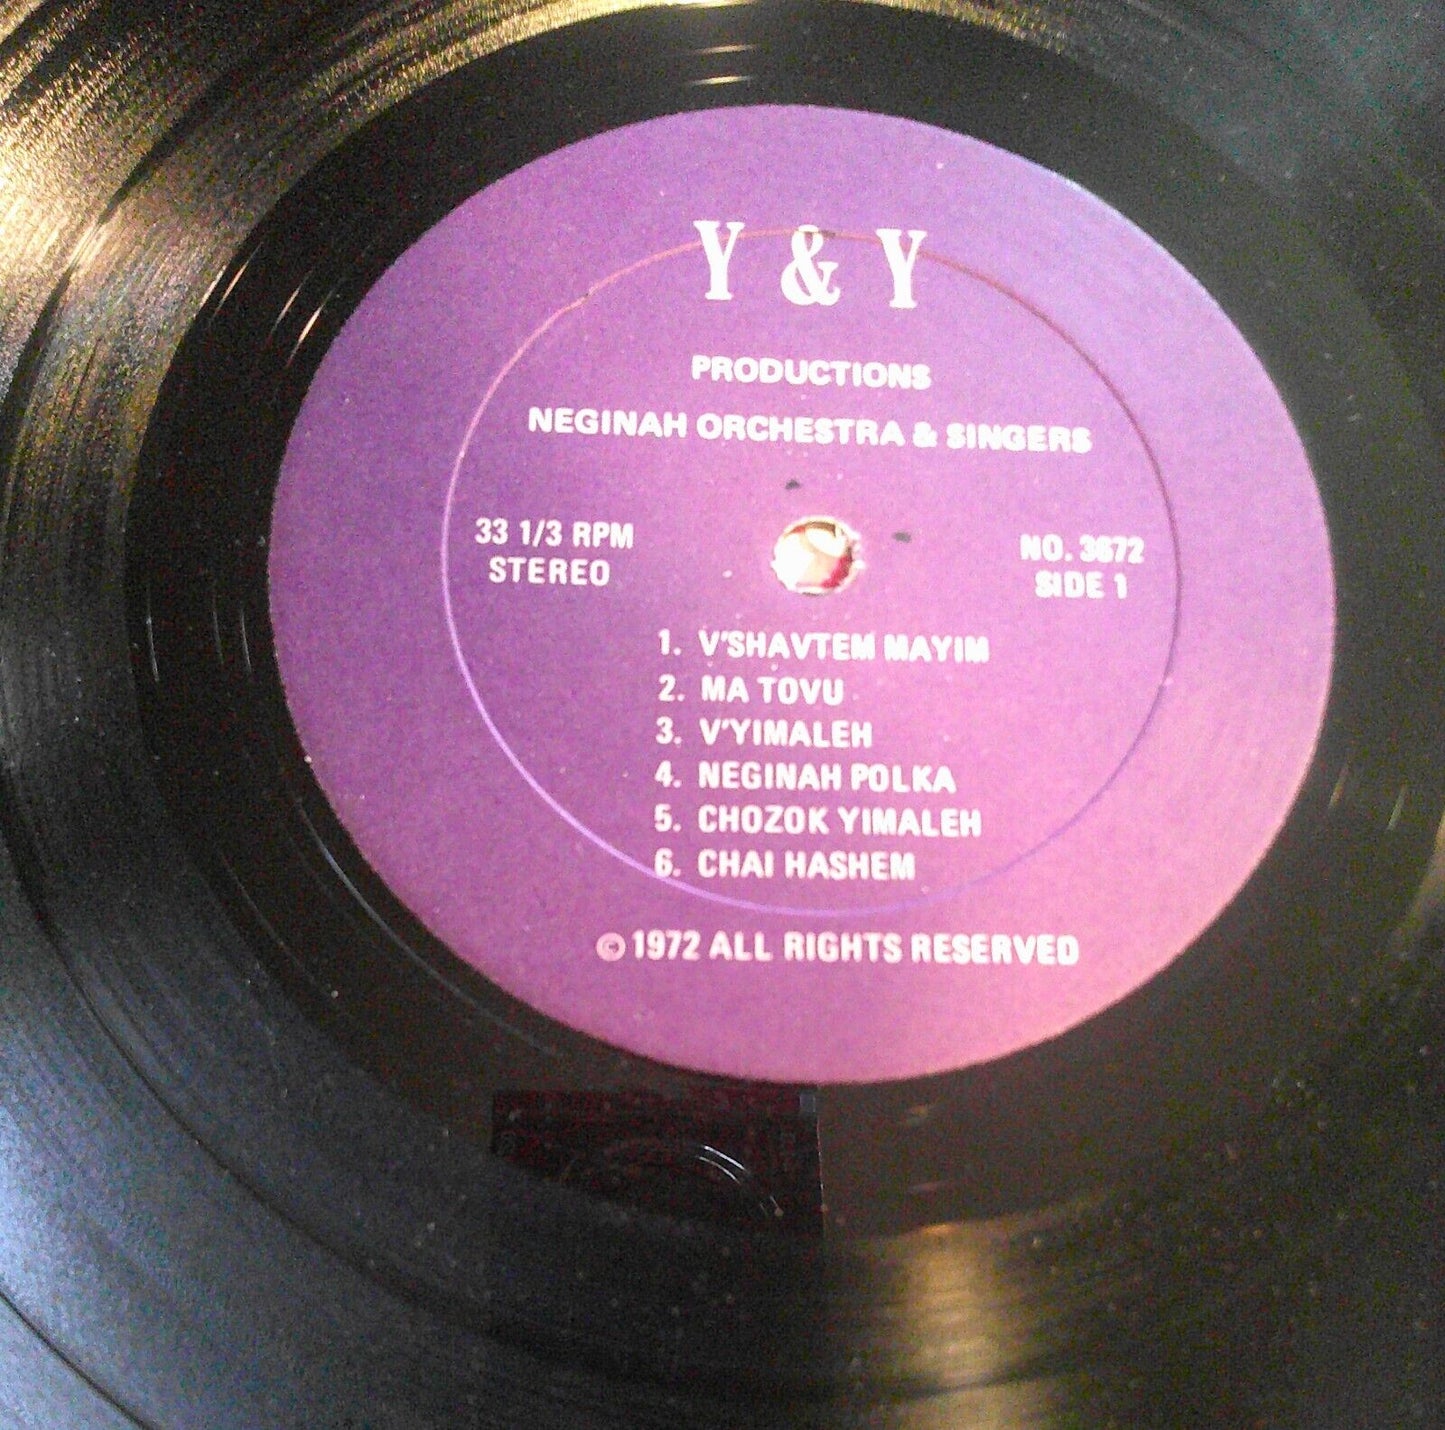 Y & Y
PRODUCTIONS
NEGINAH ORCHESTRA & SINGERS
33 1/3 RPM
STEREO
NO. 3672
SIDE 1
1. V'SHAVTEM MAYIM
2. MA TOVU
3. V'YIMALEH
4. NEGINAH POLKA
5. CHOZOK YIMALEH
6. CHAI HASHEM
© 1972 ALL RIGHTS RESERVED